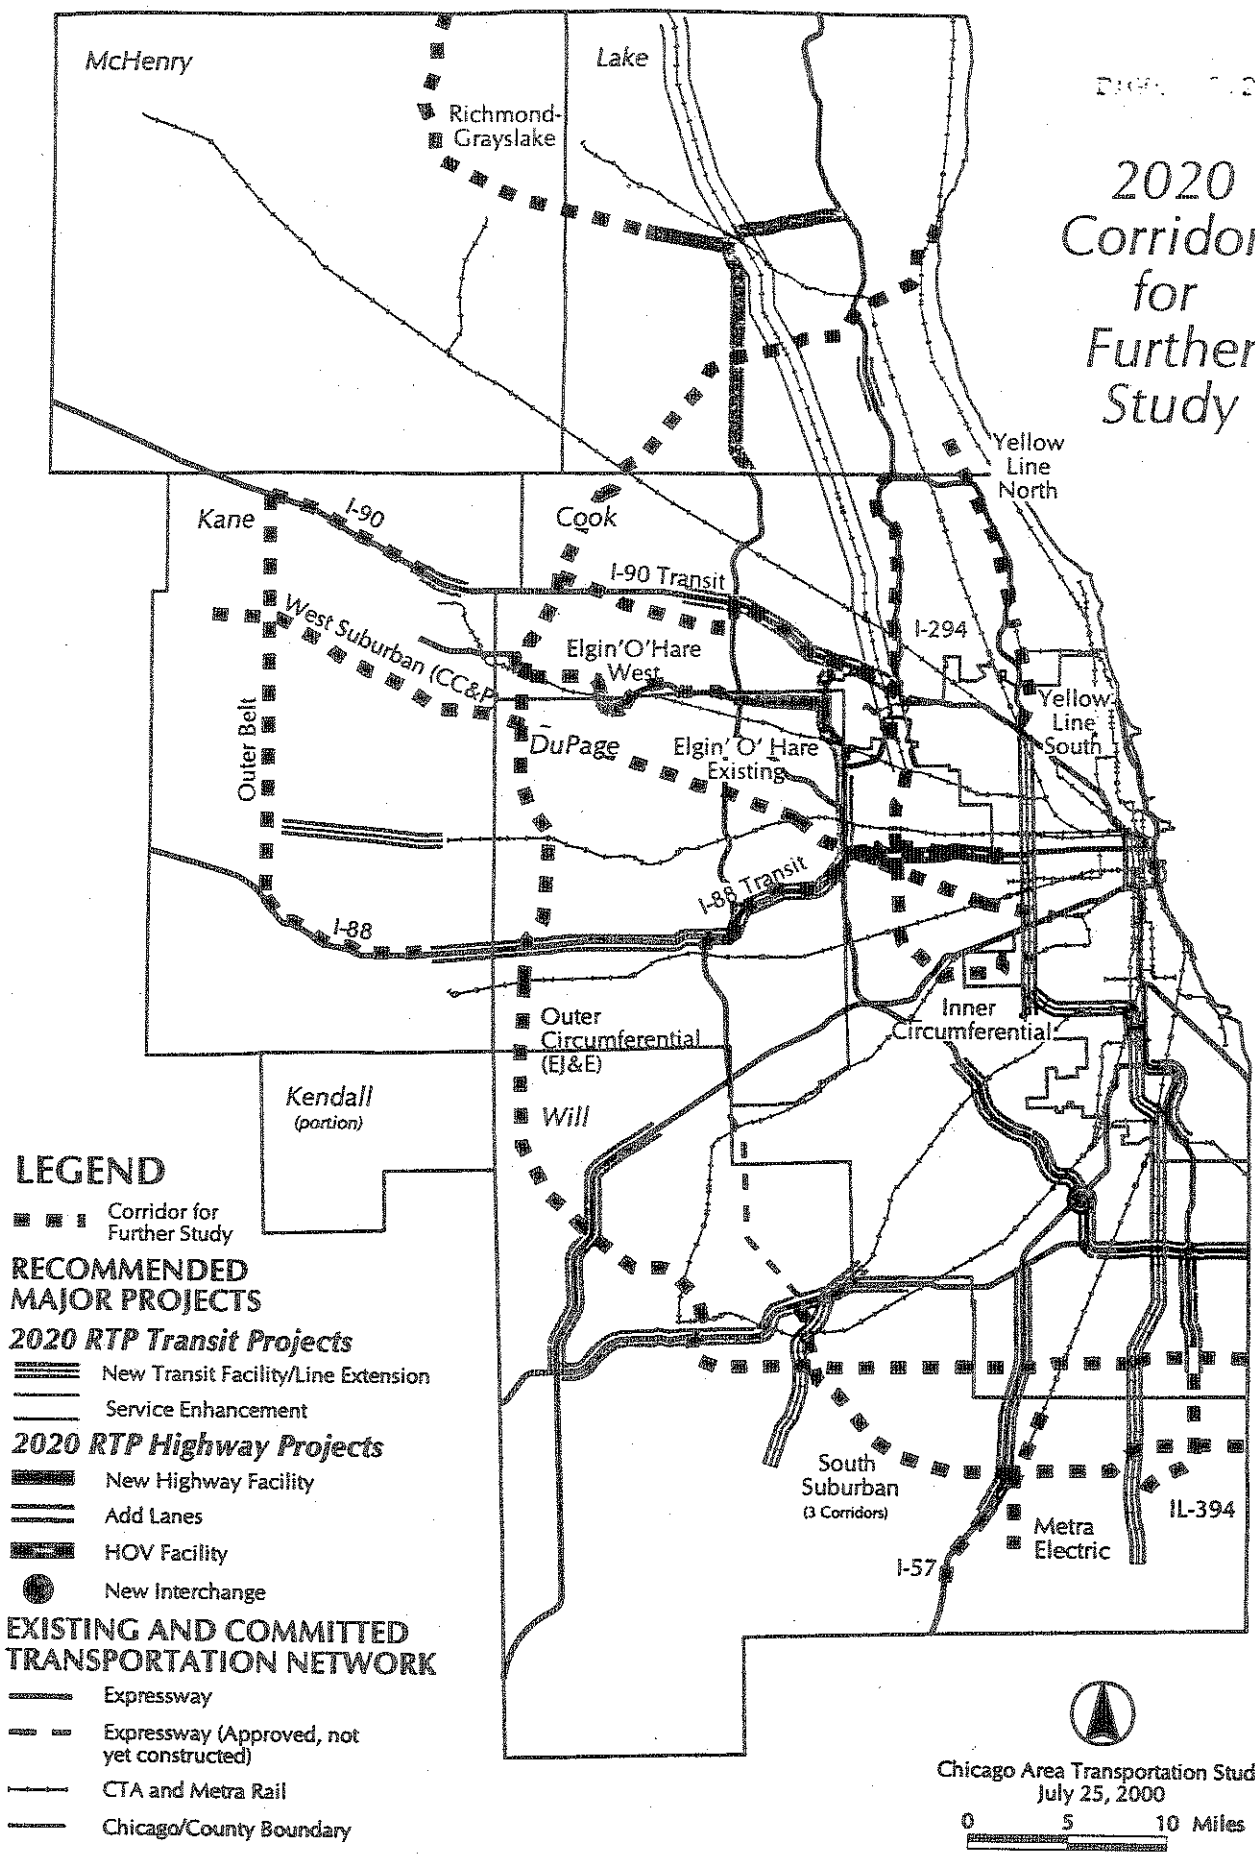 McHenry
Lake
Richmond-
Grayslake
2020
Corridor
for
Further
Study
Yellow
Line
North
Kane
I-90
Cook
I-90 Transit
West Suburban (CC&P)
Elgin'O'Hare
West
I-294
Outer Belt
DuPage
Elgin' O' Hare
Existing
Yellow
Line
South
I-88 Transit
I-88
Outer
Circumferential
(EJ&E)
Inner
Circumferential
Kendall
(portion)
Will
South
Suburban
(3 Corridors)
IL-394
Metra
Electric
I-57
LEGEND
Corridor for
Further Study
RECOMMENDED
MAJOR PROJECTS
2020 RTP Transit Projects
New Transit Facility/Line Extension
Service Enhancement
2020 RTP Highway Projects
New Highway Facility
Add Lanes
HOV Facility
New Interchange
EXISTING AND COMMITTED
TRANSPORTATION NETWORK
Expressway
Expressway (Approved, not
yet constructed)
CTA and Metra Rail
Chicago/County Boundary
Chicago Area Transportation Stud
July 25, 2000
0 5 10 Miles